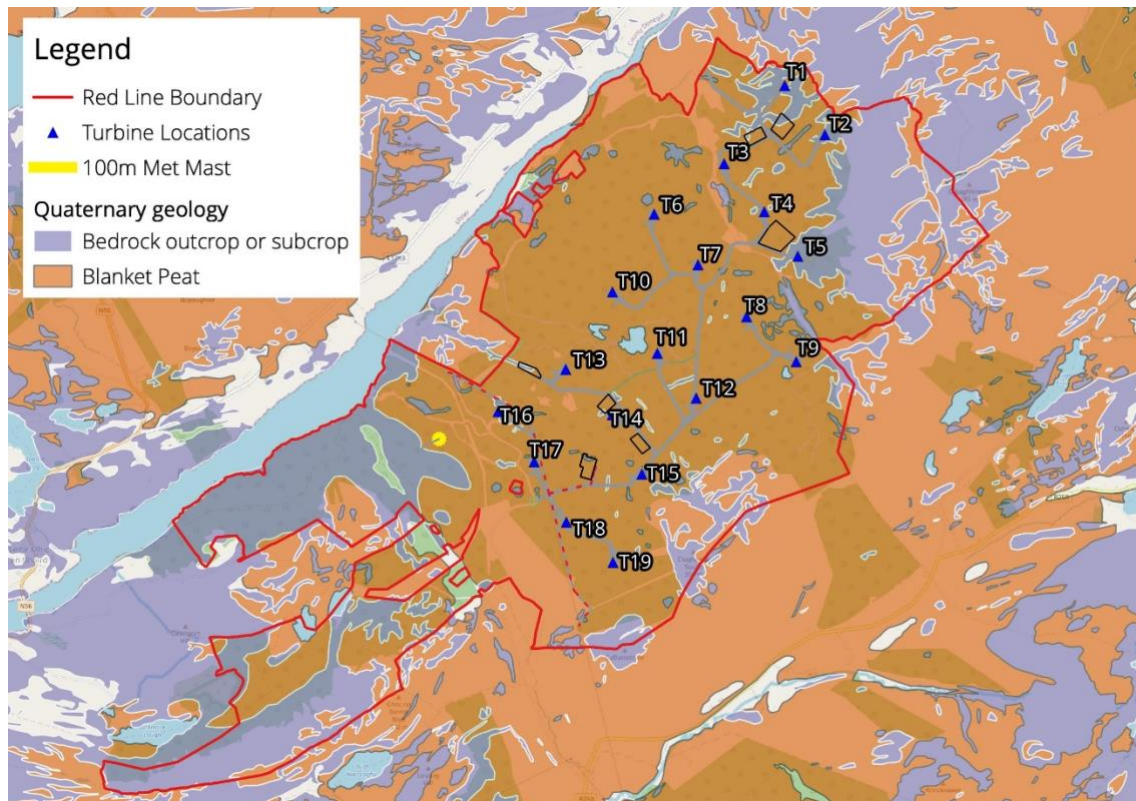 Legend
Red Line Boundary
Turbine Locations
100m Met Mast
Quaternary geology
Bedrock outcrop or subcrop
Blanket Peat
T1
T2
T3
T4
T6
T5
T7
T10
T8
T11
T9
T13
T12
T14
T16
T17
T15
T18
T19
N56